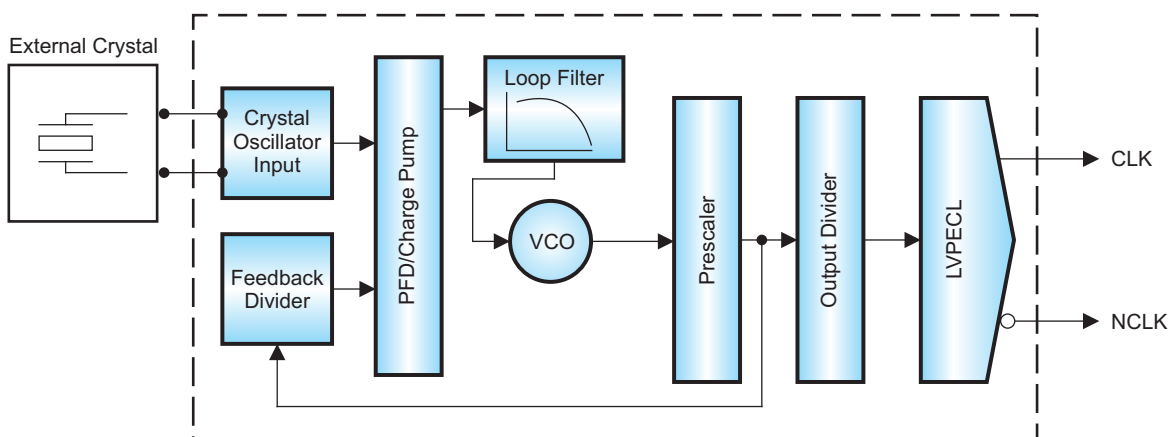 External Crystal
Crystal
Oscillator
Input
Feedback
Divider
PFD/Charge Pump
Loop Filter
VCO
Prescaler
Output Divider
LVPECL
CLK
NCLK